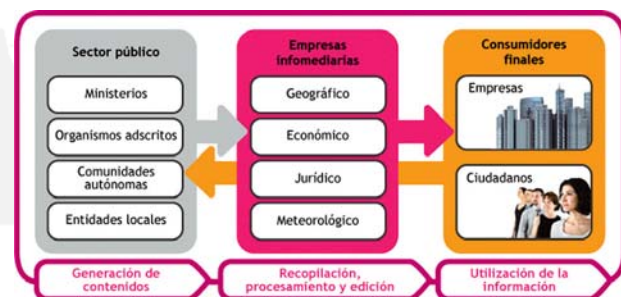 Sector público
Ministerios
Organismos adscritos
Comunidades
autónomas
Entidades locales
Empresas
infomediarias
Geográfico
Económico
Jurídico
Meteorológico
Consumidores
finales
Empresas
Ciudadanos
Generación de
contenidos
Recopilación,
procesamiento y edición
Utilización de la
información